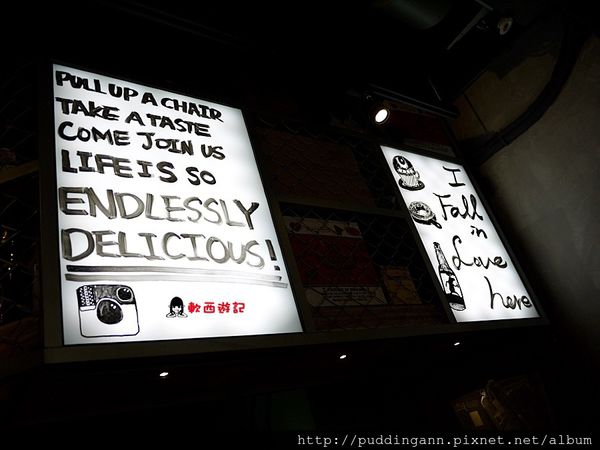 PULL UP A CHAIR
TAKE A TASTE
COME JOIN US
LIFE IS SO
ENDLESSLY
DELICIOUS!
軟西遊記
I
Fall
in
Love
here
http://puddingann.pixnet.net/album